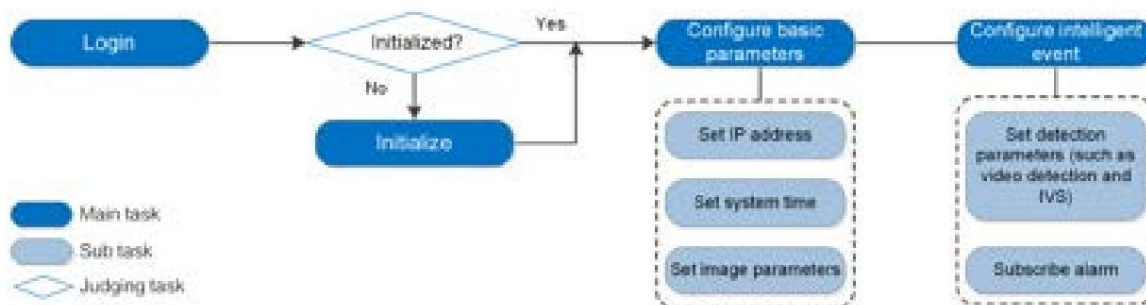 Login
Initialized?
Yes
No
Initialize
Configure basic
parameters
Set IP address
Set system time
Set image parameters
Configure intelligent
event
Set detection
parameters (such as
video detection and
IVS)
Subscribe alarm
Main task
Sub task
Judging task